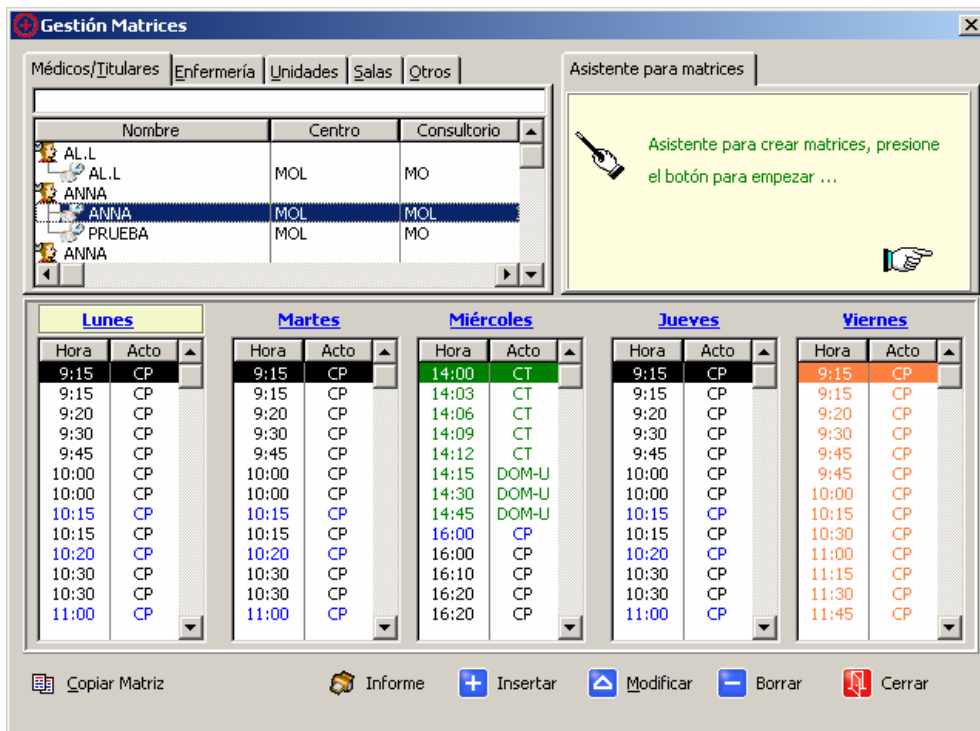 Gestión Matrices
Médicos/Titulares Enfermería Unidades Salas Otros
Asistente para matrices
Nombre Centro Consultorio
AL.L
AL.L MOL MO
ANNA
ANNA MOL MOL
PRUEBA MOL MO
ANNA
Asistente para crear matrices, presione
el botón para empezar ...
Lunes Martes Miércoles Jueves Viernes
Hora Acto Hora Acto Hora Acto Hora Acto Hora Acto
9:15 CP 9:15 CP 14:00 CT 9:15 CP 9:15 CP
9:15 CP 9:15 CP 14:03 CT 9:15 CP 9:15 CP
9:20 CP 9:20 CP 14:06 CT 9:20 CP 9:20 CP
9:30 CP 9:30 CP 14:09 CT 9:30 CP 9:30 CP
9:45 CP 9:45 CP 14:12 CT 9:45 CP 9:45 CP
10:00 CP 10:00 CP 14:15 DOM-U 10:00 CP 9:45 CP
10:00 CP 10:00 CP 14:30 DOM-U 10:00 CP 10:00 CP
10:15 CP 10:15 CP 14:45 DOM-U 10:15 CP 10:15 CP
10:15 CP 10:15 CP 16:00 CP 10:15 CP 10:30 CP
10:20 CP 10:20 CP 16:00 CP 10:20 CP 11:00 CP
10:30 CP 10:30 CP 16:10 CP 10:30 CP 11:15 CP
10:30 CP 10:30 CP 16:20 CP 10:30 CP 11:30 CP
11:00 CP 11:00 CP 16:20 CP 11:00 CP 11:45 CP
Copiar Matriz Informe Insertar Modificar Borrar Cerrar